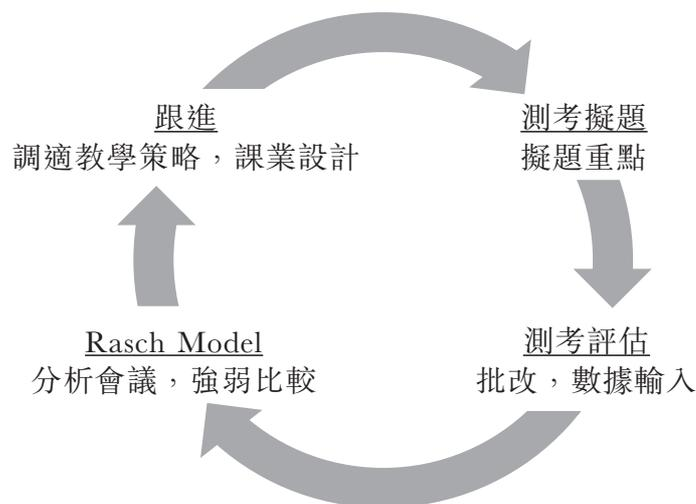 跟進
調適教學策略，課業設計
測考擬題
擬題重點
測考評估
批改，數據輸入
Rasch Model
分析會議，強弱比較